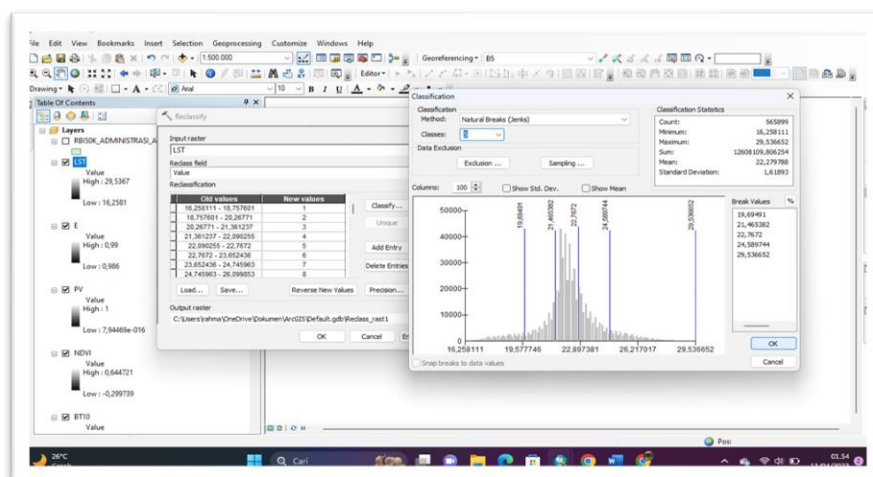 File Edit View Bookmarks Insert Selection Geoprocessing Customize Windows Help
1:500.000 Georeferencing B5
Editor
Drawing A Arial 10 B I U A
Table Of Contents
Layers
RBI50K_ADMINISTRASI_A
LST
Value
High : 29,5367
Low : 16,2581
E
Value
High : 0,99
Low : 0,986
PV
Value
High : 1
Low : 7,94469e-016
NDVI
Value
High : 0,644721
Low : -0,299739
BT10
Value
Reclassify
Input raster
LST
Reclass field
Value
Reclassification
Old values New values
16,258111 - 18,757601 1
18,757601 - 20,26771 2
20,26771 - 21,361237 3
21,361237 - 22,090255 4
22,090255 - 22,7672 5
22,7672 - 23,652436 6
23,652436 - 24,745963 7
24,745963 - 26,099853 8
Classify...
Unique
Add Entry
Delete Entries
Load... Save... Reverse New Values Precision...
Output raster
C:\Users\rahma\OneDrive\Dokumen\ArcGIS\Default.gdb\Reclass_rast1
OK Cancel
Classification
Classification
Method: Natural Breaks (Jenks)
Classes: 5
Data Exclusion
Exclusion ... Sampling ...
Classification Statistics
Count: 565899
Minimum: 16,258111
Maximum: 29,536652
Sum: 12608109,806254
Mean: 22,279788
Standard Deviation: 1,61893
Columns: 100 Show Std. Dev. Show Mean
Break Values %
19,69491
21,465382
22,7672
24,589744
29,536652
50000
40000
30000
20000
10000
0
19,69491
21,465382
22,7672
24,589744
29,536652
16,258111 19,577746 22,897381 26,217017 29,536652
Snap breaks to data values
OK
Cancel
Pos:
26°C
Cerah
Cari
01.54